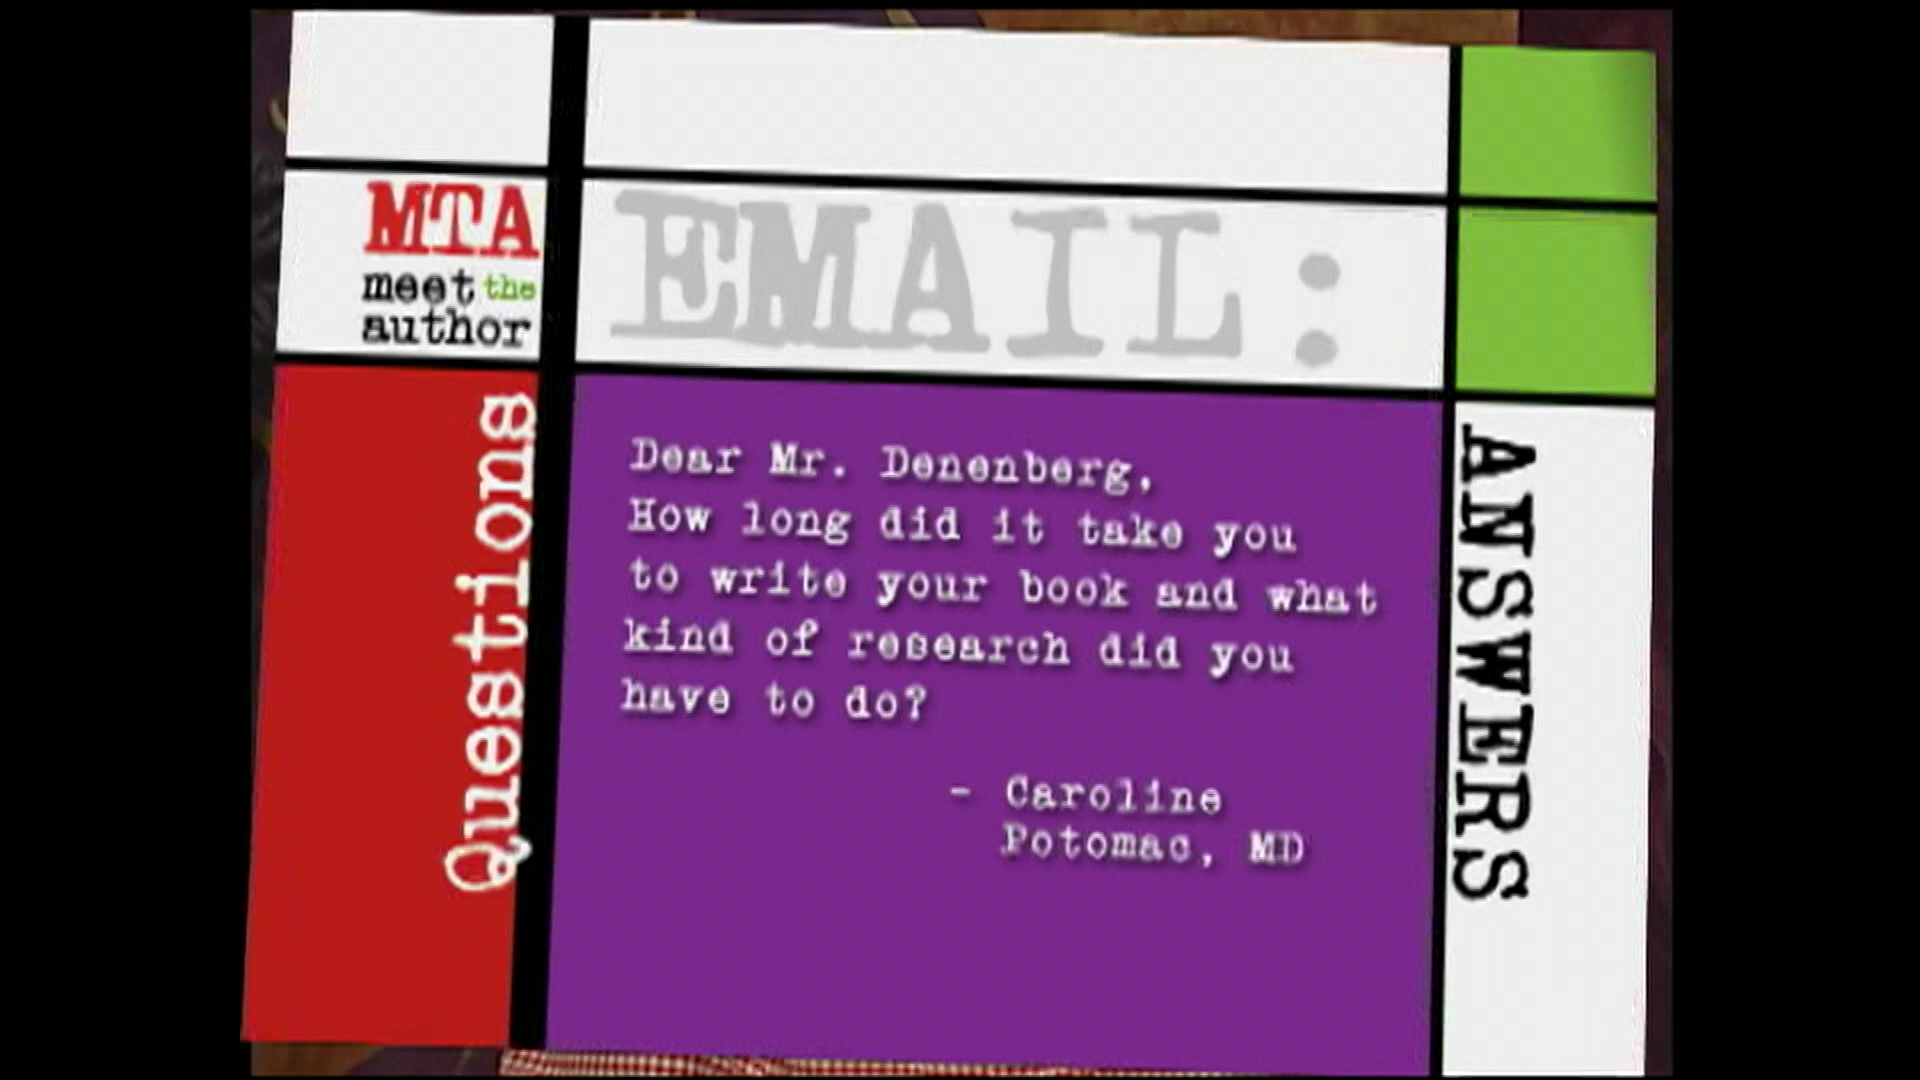 MTA
meet the
author
EMAIL:
Questions
Dear Mr. Denenberg,
How long did it take you
to write your book and what
kind of research did you
have to do?
- Caroline
Potomac, MD
ANSWERS